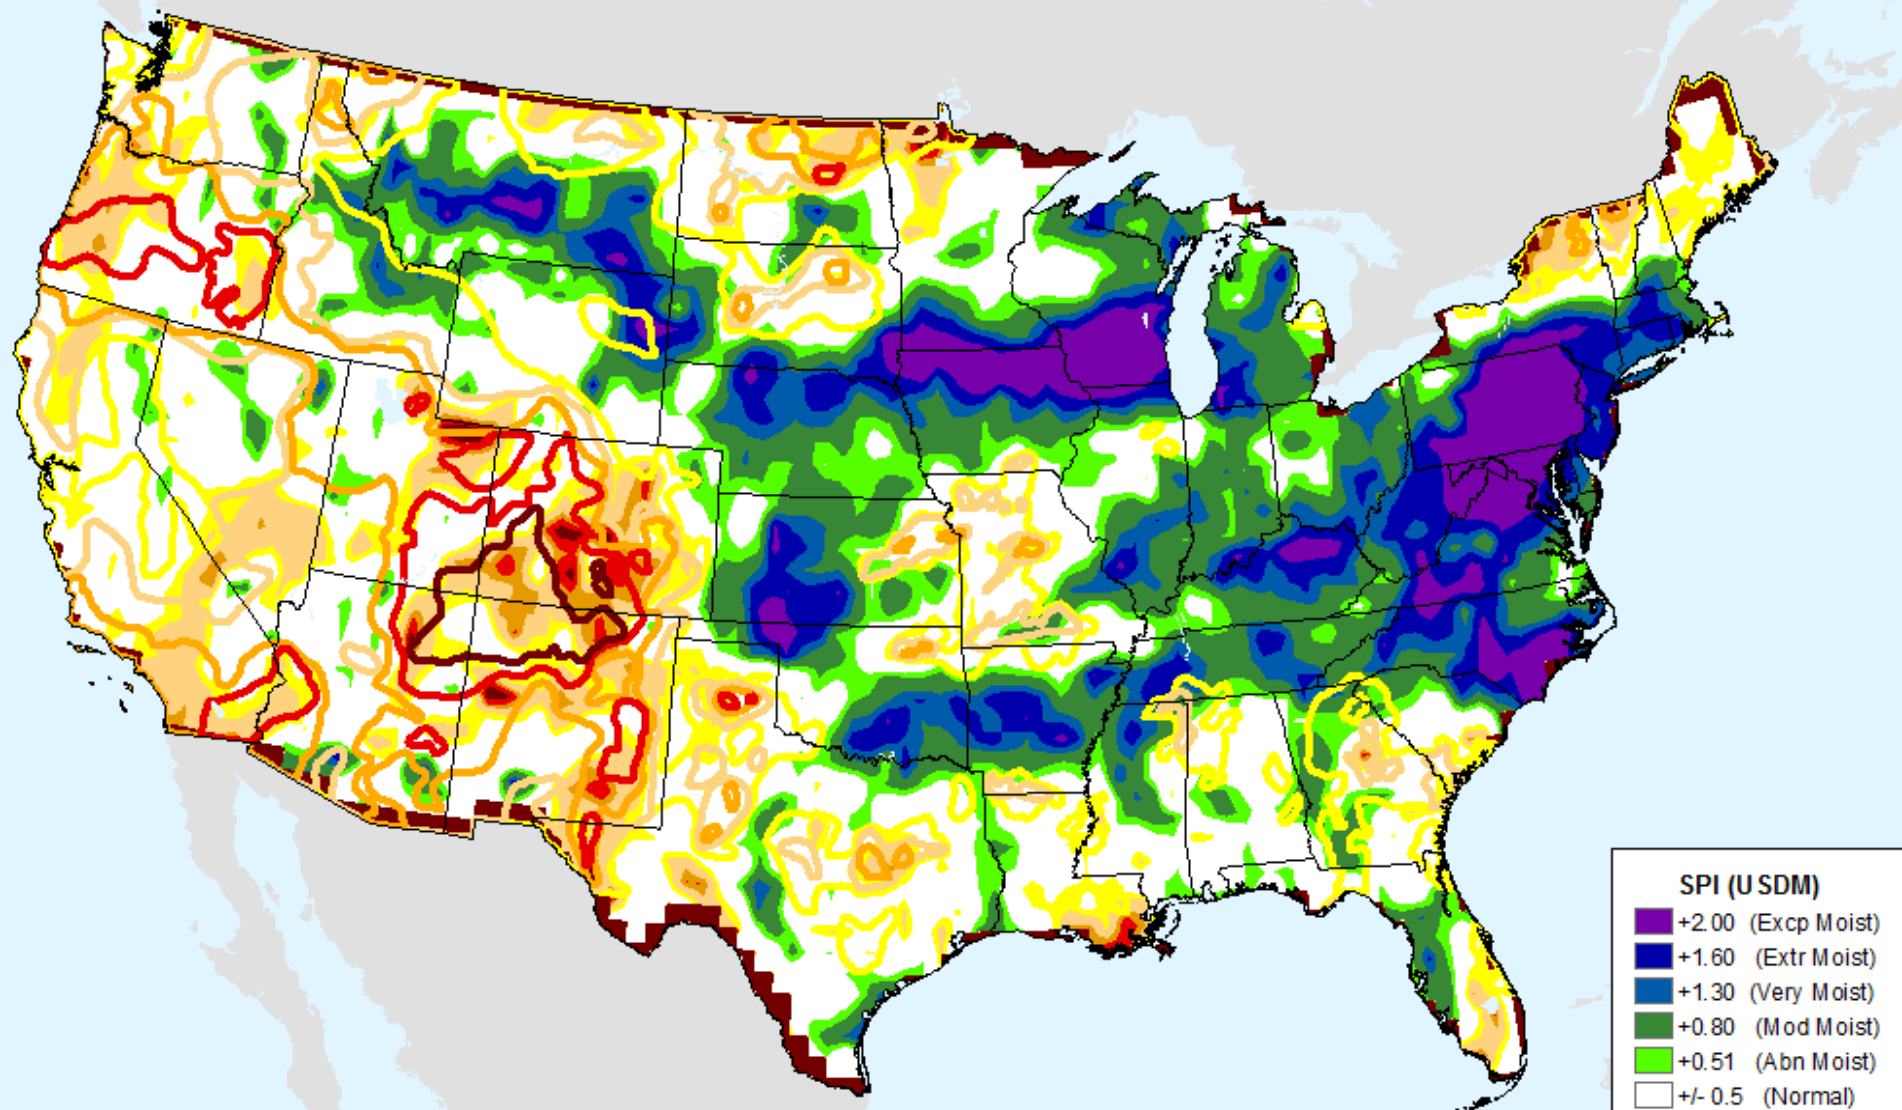 SPI (USDM)
+2.00 (Excp Moist)
+1.60 (Extr Moist)
+1.30 (Very Moist)
+0.80 (Mod Moist)
+0.51 (Abn Moist)
+/- 0.5 (Normal)